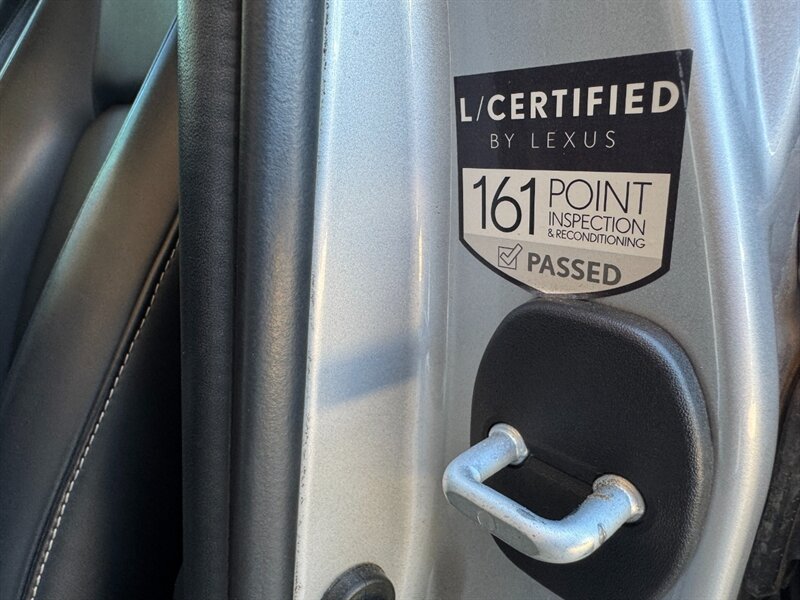 L/CERTIFIED
BY LEXUS
161 POINT
INSPECTION
& RECONDITIONING
PASSED